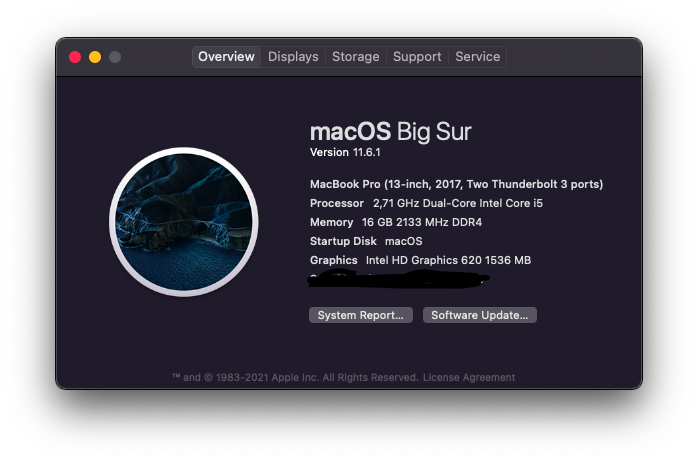 Overview Displays Storage Support Service
macOS Big Sur
Version 11.6.1
MacBook Pro (13-inch, 2017, Two Thunderbolt 3 ports)
Processor 2,71 GHz Dual-Core Intel Core i5
Memory 16 GB 2133 MHz DDR4
Startup Disk macOS
Graphics Intel HD Graphics 620 1536 MB
System Report... Software Update...
™ and © 1983-2021 Apple Inc. All Rights Reserved. License Agreement